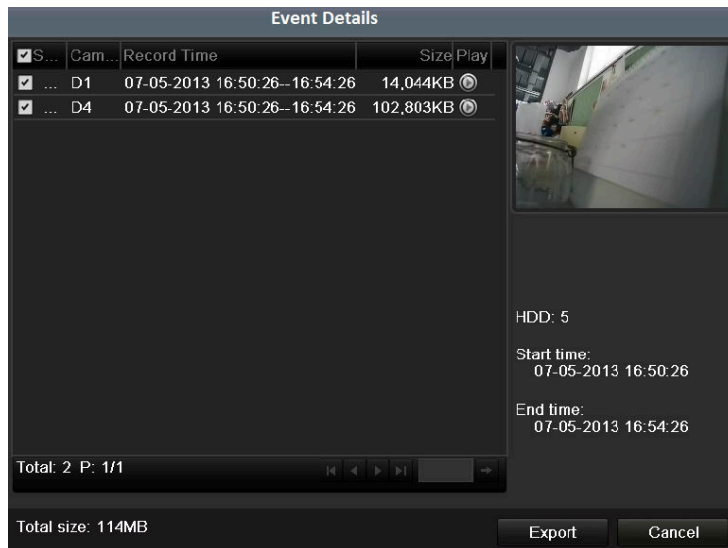 Event Details
S... Cam... Record Time Size Play
... D1 07-05-2013 16:50:26--16:54:26 14,044KB
... D4 07-05-2013 16:50:26--16:54:26 102,803KB
HDD: 5
Start time:
07-05-2013 16:50:26
End time:
07-05-2013 16:54:26
Total: 2 P: 1/1
Total size: 114MB
Export Cancel